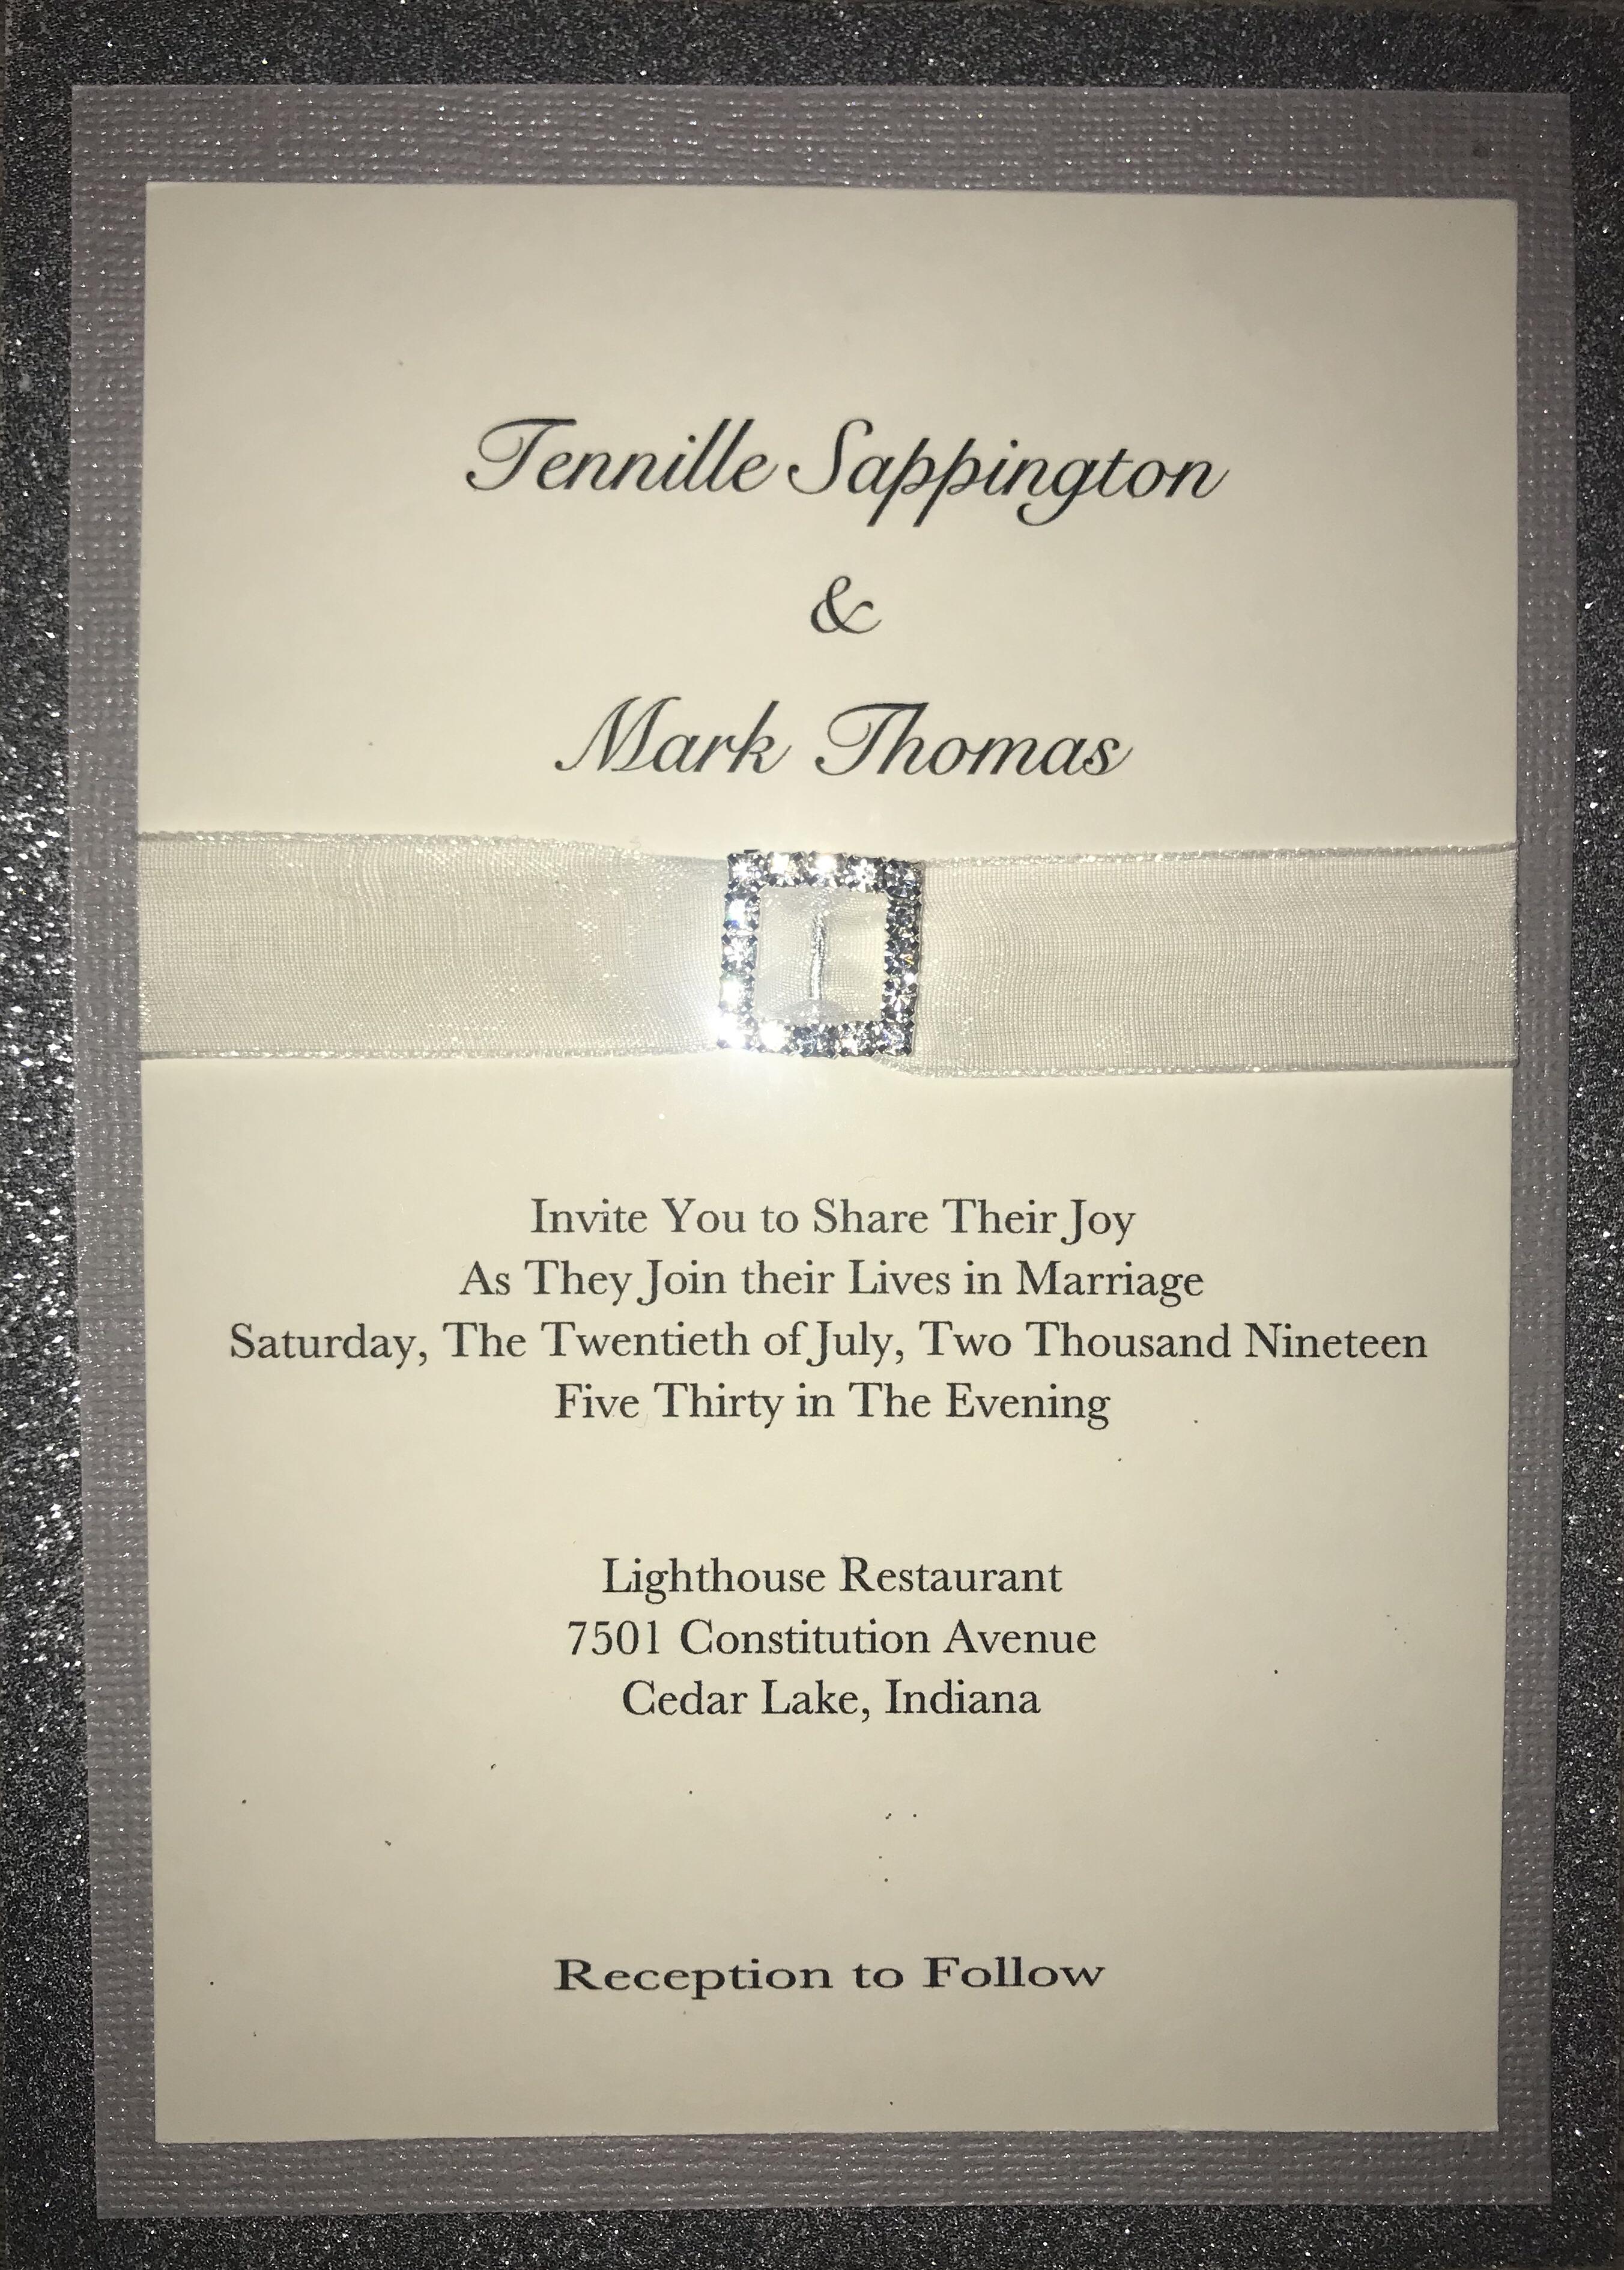 Tennille Sappington
&
Mark Thomas
Invite You to Share Their Joy
As They Join their Lives in Marriage
Saturday, The Twentieth of July, Two Thousand Nineteen
Five Thirty in The Evening
Lighthouse Restaurant
7501 Constitution Avenue
Cedar Lake, Indiana
Reception to Follow